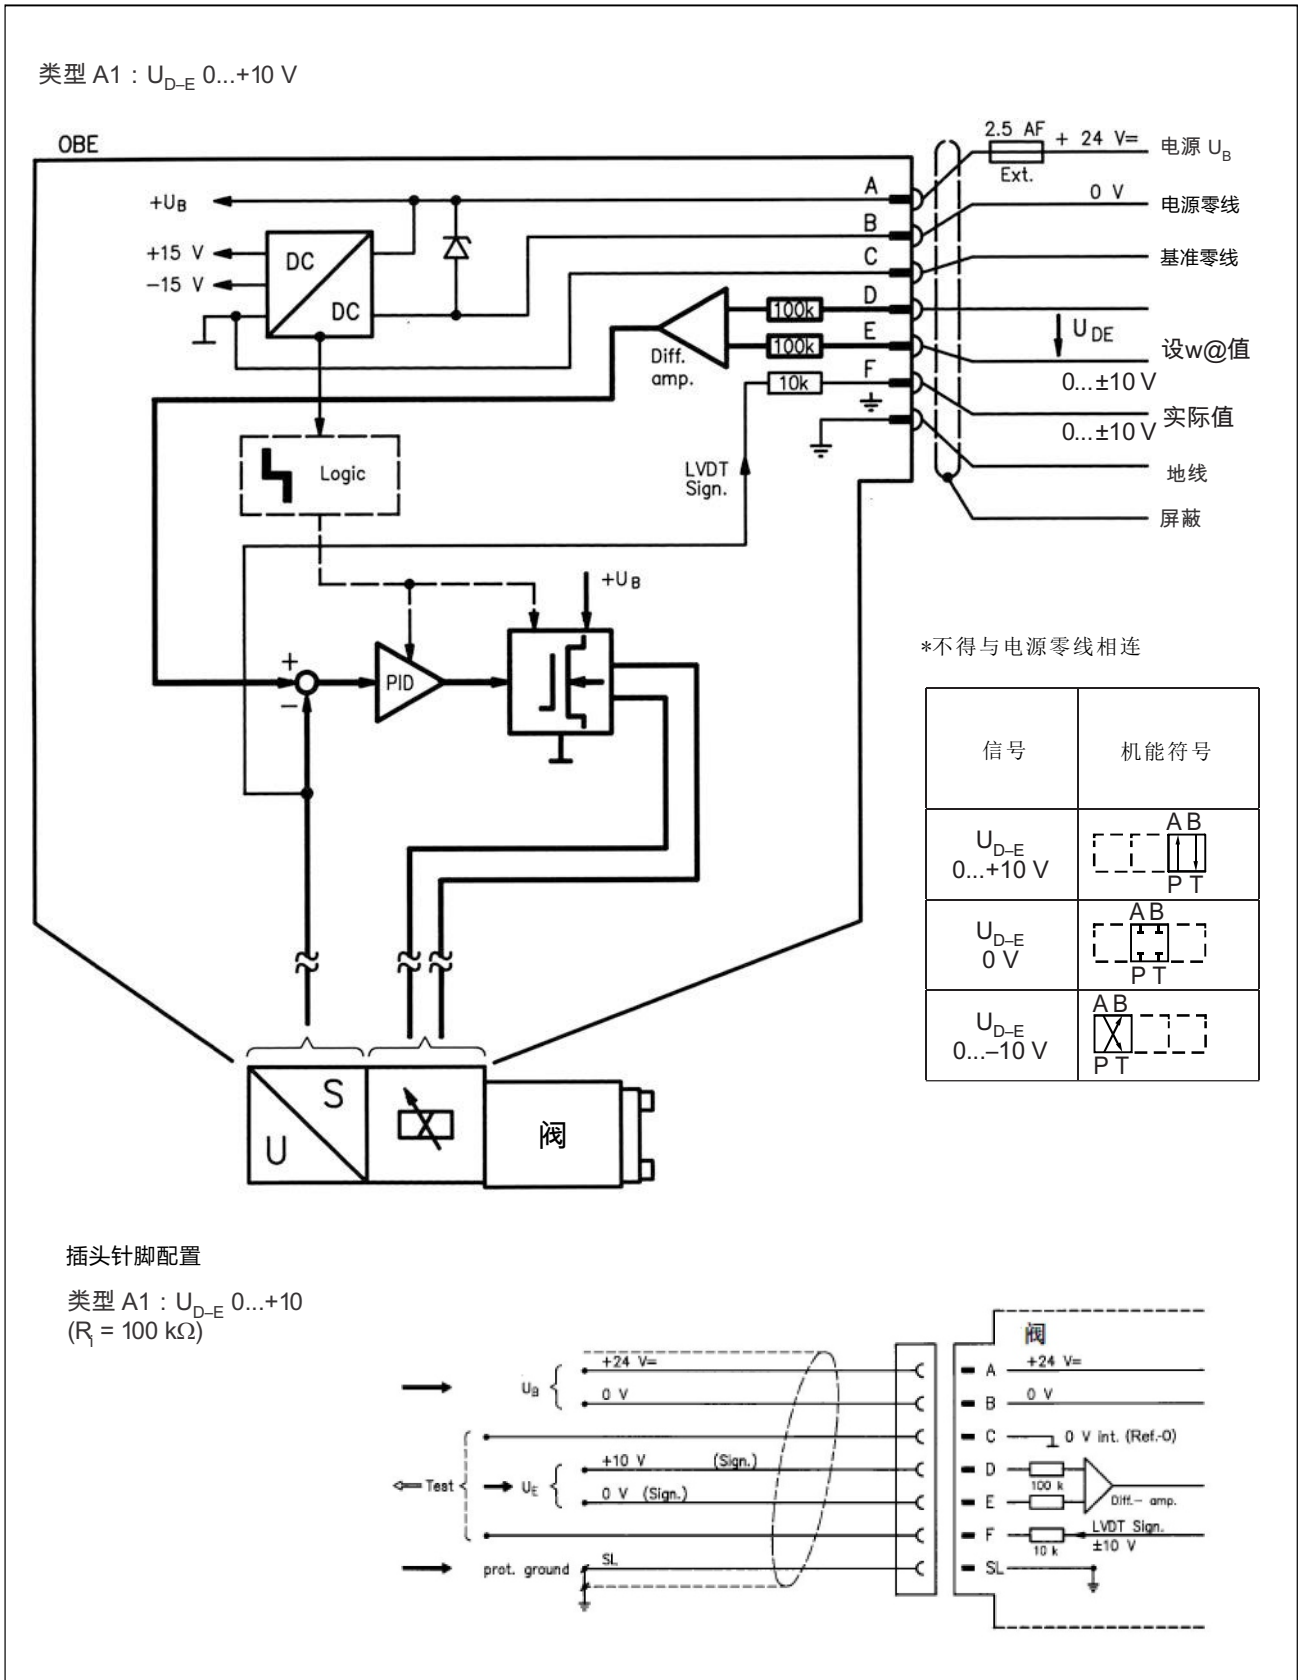 类型 A1：U_D–E 0...+10 V
OBE
2.5 AF
+ 24 V=
Ext.
电源 U_B
0 V
电源零线
基准零线
U_DE
设w@值
0...±10 V
实际值
0...±10 V
地线
屏蔽
A
B
C
D
E
F
+U_B
+15 V
−15 V
DC
DC
100k
100k
10k
Diff.
amp.
LVDT
Sign.
Logic
+U_B
+
−
PID
*不得与电源零线相连
信号
机能符号
U_D–E
0...+10 V
A B
P T
U_D–E
0 V
A B
P T
U_D–E
0...–10 V
A B
P T
S
U
阀
插头针脚配置
类型 A1：U_D–E 0...+10
(R_i = 100 kΩ)
阀
U_B
+24 V=
A
+24 V=
0 V
B
0 V
C
0 V int. (Ref.-0)
Test
U_E
+10 V (Sign.)
D
100 k
0 V (Sign.)
E
Diff.- amp.
F
10 k
LVDT Sign.
±10 V
prot. ground
SL
SL